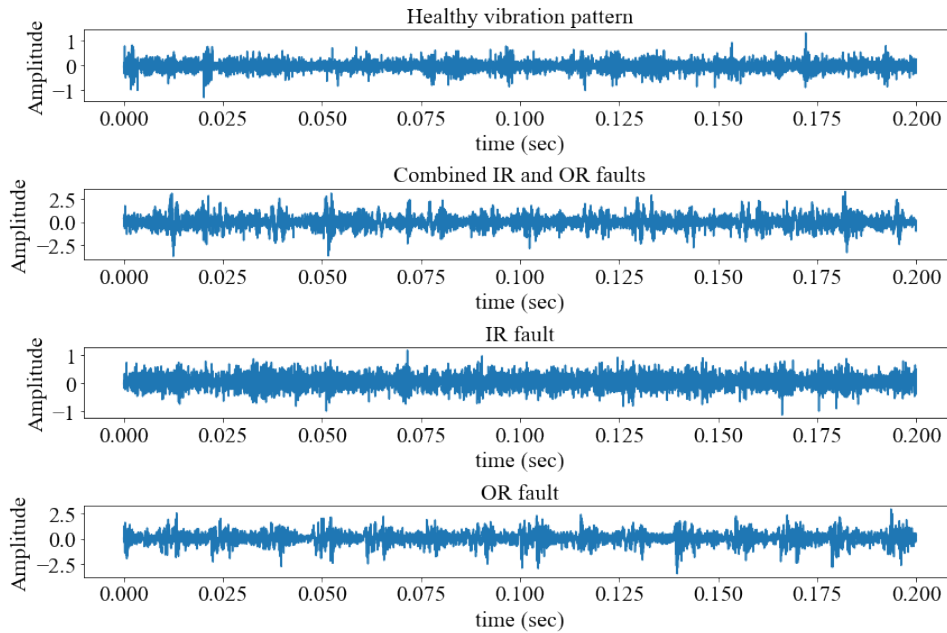 Healthy vibration pattern
Amplitude
1
0
−1
0.000 0.025 0.050 0.075 0.100 0.125 0.150 0.175 0.200
time (sec)
Combined IR and OR faults
Amplitude
2.5
0.0
−2.5
0.000 0.025 0.050 0.075 0.100 0.125 0.150 0.175 0.200
time (sec)
IR fault
Amplitude
1
0
−1
0.000 0.025 0.050 0.075 0.100 0.125 0.150 0.175 0.200
time (sec)
OR fault
Amplitude
2.5
0.0
−2.5
0.000 0.025 0.050 0.075 0.100 0.125 0.150 0.175 0.200
time (sec)